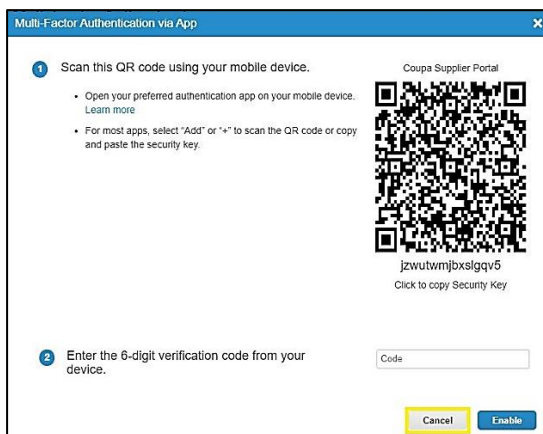 Multi-Factor Authentication via App
x
1 Scan this QR code using your mobile device.
Coupa Supplier Portal
• Open your preferred authentication app on your mobile device.
Learn more
• For most apps, select "Add" or "+" to scan the QR code or copy
and paste the security key.
jzwutwmjbxslgqv5
Click to copy Security Key
2 Enter the 6-digit verification code from your
device.
Code
Cancel
Enable